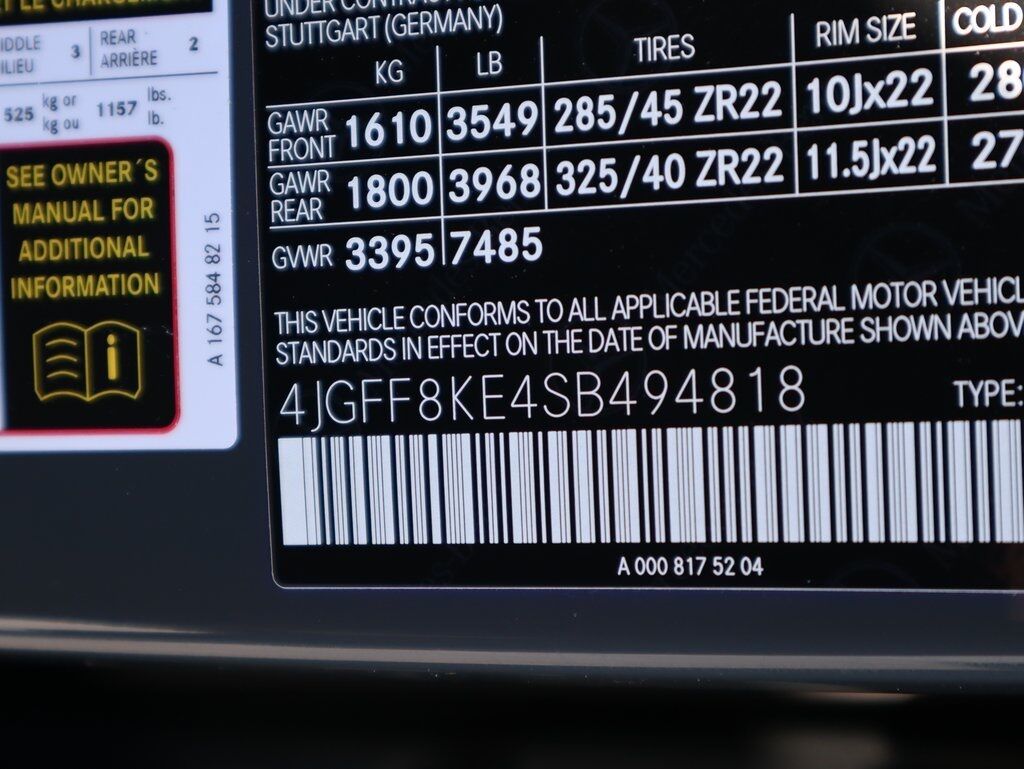 ET LE CHARGEMENT
IDDLE 3 REAR 2
ILIEU ARRIÈRE
525 kg or 1157 lbs.
kg ou lb.
SEE OWNER´S
MANUAL FOR
ADDITIONAL
INFORMATION
i
A 167 584 82 15
UNDER CONTRAC
STUTTGART (GERMANY)
KG LB TIRES RIM SIZE COLD
GAWR FRONT 1610 3549 285/45 ZR22 10Jx22 28
GAWR REAR 1800 3968 325/40 ZR22 11.5Jx22 27
GVWR 3395 7485
THIS VEHICLE CONFORMS TO ALL APPLICABLE FEDERAL MOTOR VEHICL
STANDARDS IN EFFECT ON THE DATE OF MANUFACTURE SHOWN ABOV
4JGFF8KE4SB494818 TYPE:
A 000 817 52 04